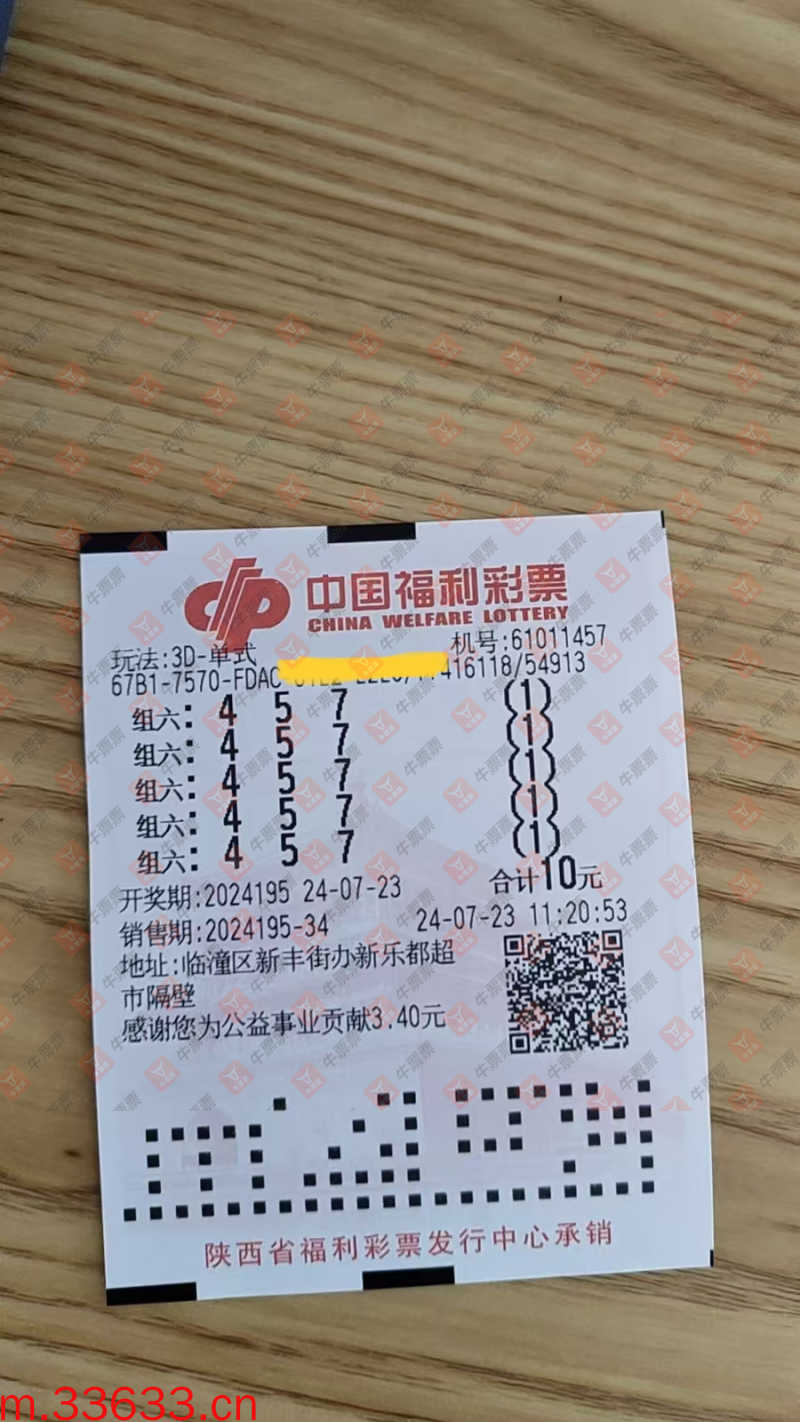 中国福利彩票
CHINA WELFARE LOTTERY
玩法:3D-单式 机号:61011457
67B1-7570-FDAC 416118/54913
组六: 4 5 7 (1)
组六: 4 5 7 (1)
组六: 4 5 7 (1)
组六: 4 5 7 (1)
组六: 4 5 7 (1)
开奖期:2024195 24-07-23 合计10元
销售期:2024195-34 24-07-23 11:20:53
地址:临潼区新丰街办新乐都超
市隔壁
感谢您为公益事业贡献3.40元
陕西省福利彩票发行中心承销
牛票票
m.33633.cn